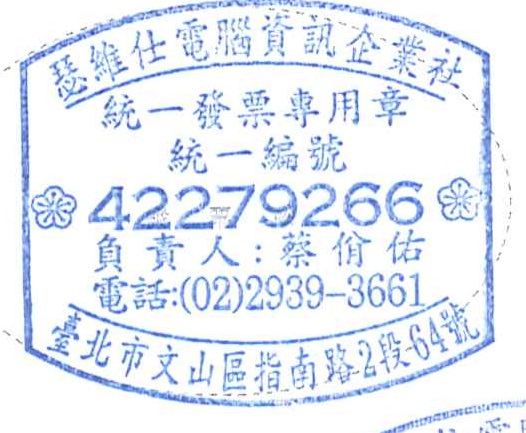 瑟維仕電腦資訊企業社
統一發票專用章
統一編號
42279266
負責人:蔡佾佑
電話:(02)2939-3661
臺北市文山區指南路2段64號